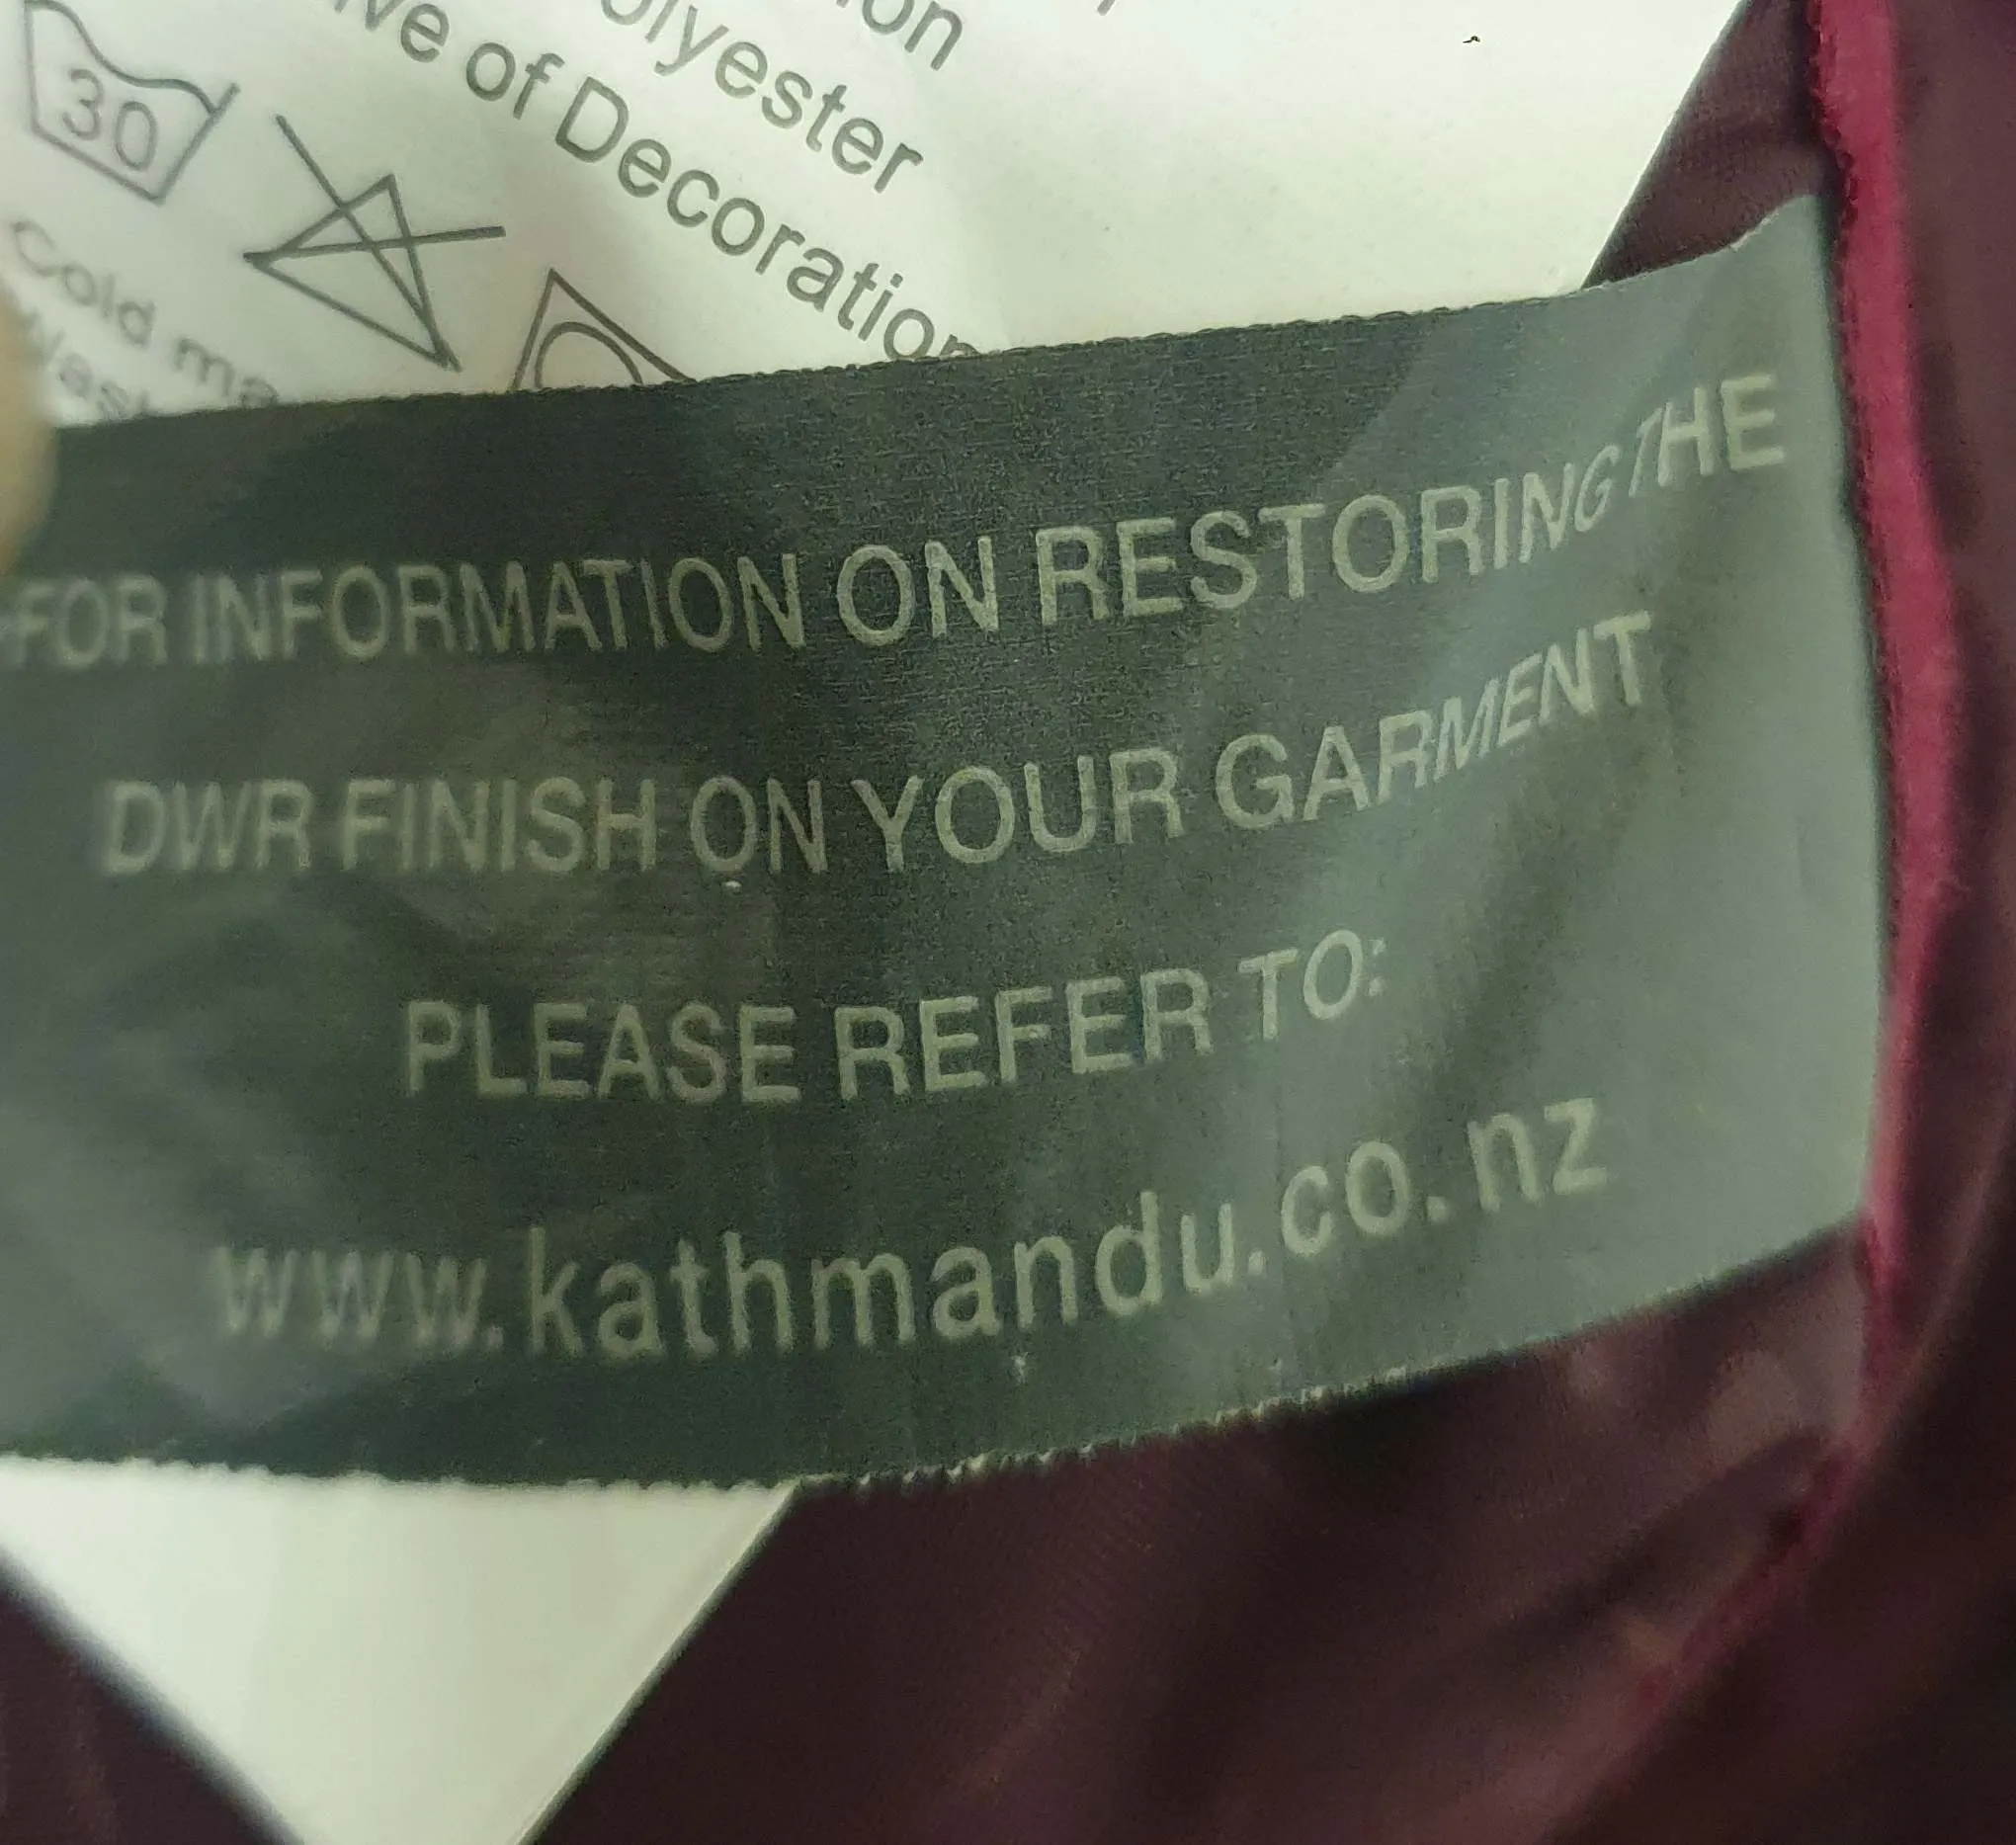 30
of Decoration
Cold
FOR INFORMATION ON RESTORING THE
DWR FINISH ON YOUR GARMENT
PLEASE REFER TO:
www.kathmandu.co.nz